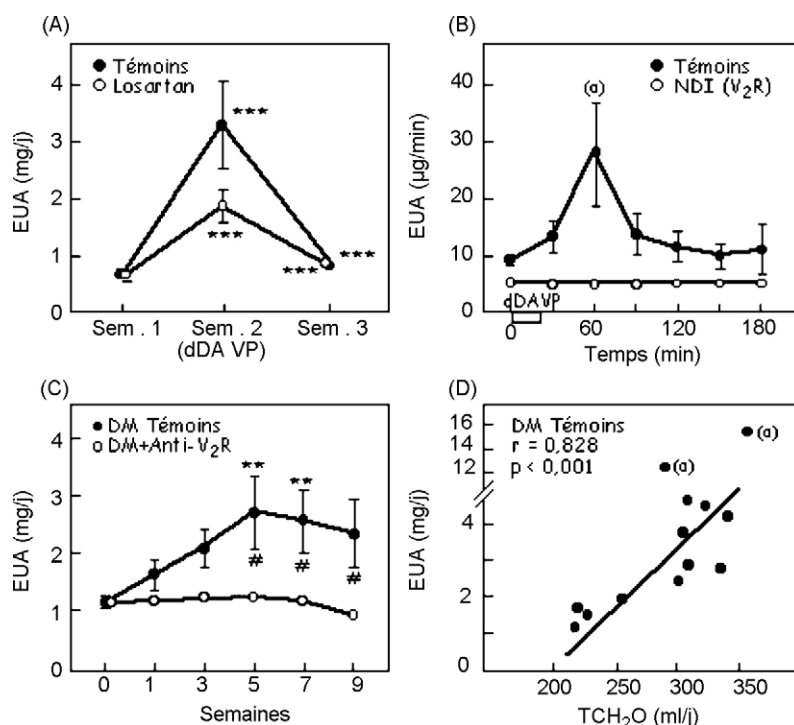 (A)
● Témoins
○ Losartan
EUA (mg/j)
4
3
2
1
0
***
***
***
***
Sem . 1
Sem . 2
Sem . 3
(dDA VP)
(B)
● Témoins
○ NDI (V₂R)
EUA (µg/min)
40
30
20
10
0
(a)
dDAVP
0
60
120
180
Temps (min)
(C)
● DM Témoins
○ DM+Anti-V₂R
EUA (mg/j)
4
3
2
1
0
**
**
#
#
#
0
1
3
5
7
9
Semaines
(D)
DM Témoins
r = 0,828
p < 0,001
EUA (mg/j)
16
14
12
4
2
0
(a)
(a)
200
250
300
350
TCH₂O (ml/j)